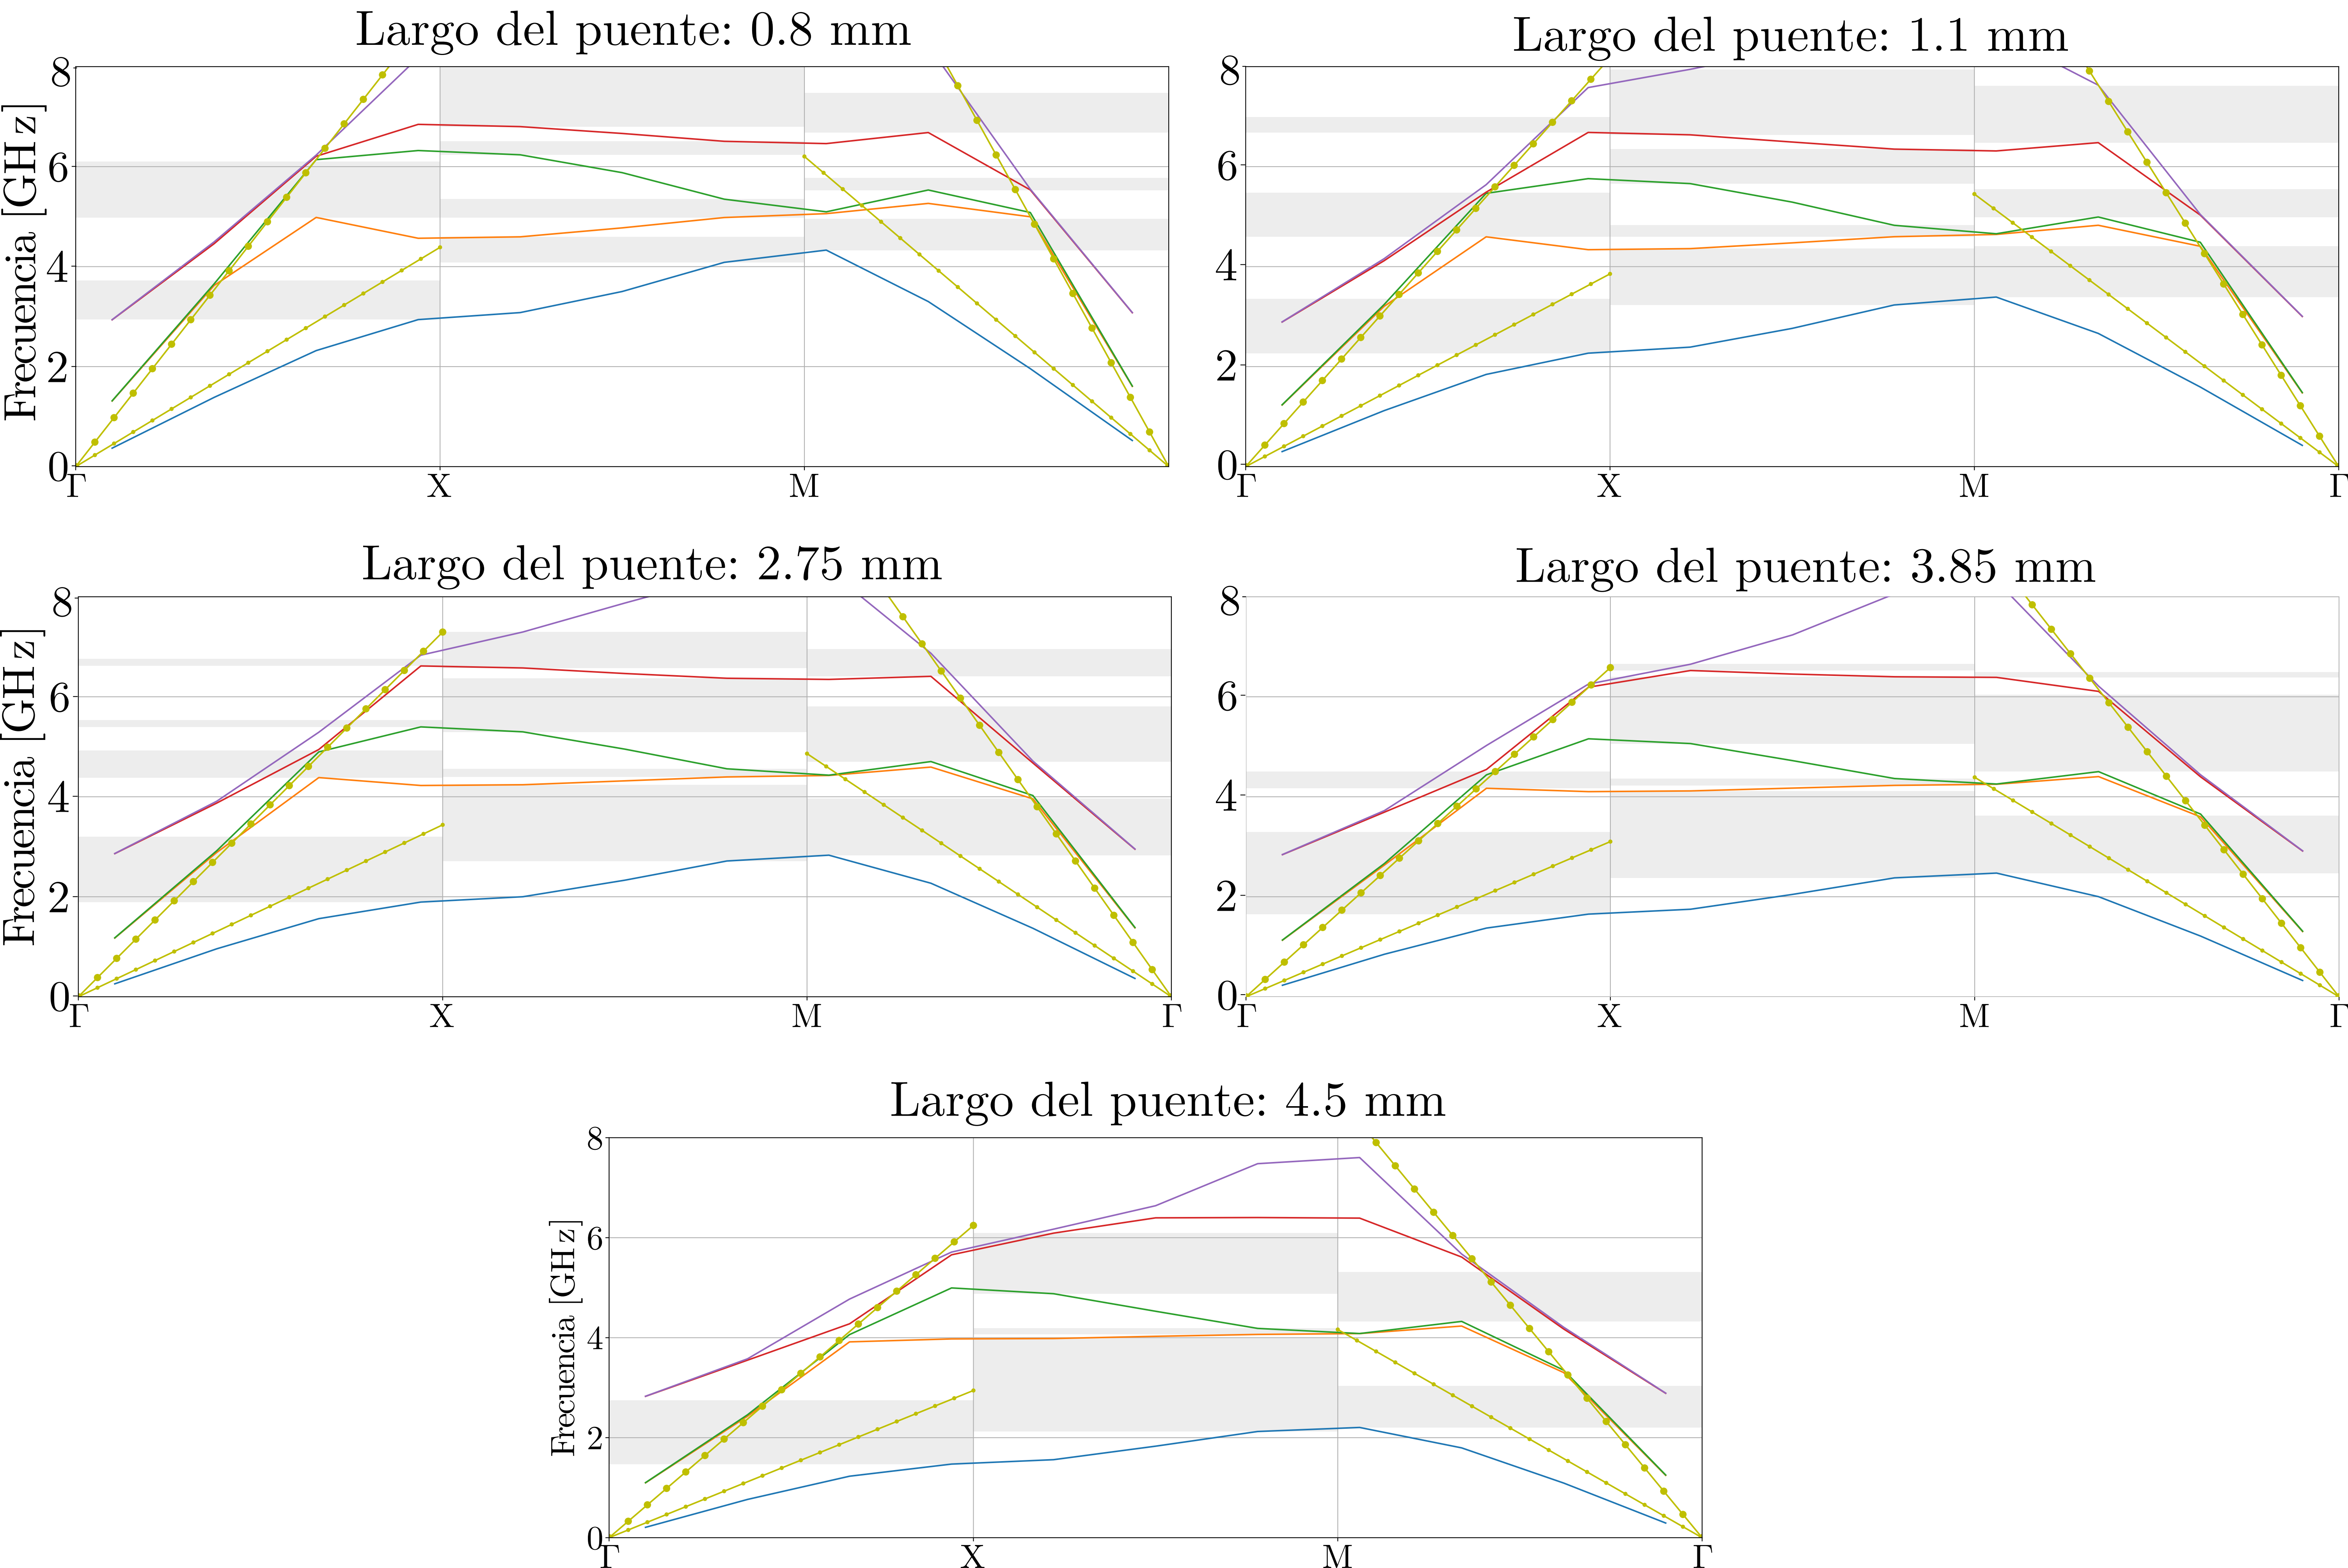 Largo del puente: 0.8 mm
Frecuencia [GHz]
8
6
4
2
0
Γ X M
Largo del puente: 1.1 mm
8
6
4
2
0
Γ X M Γ
Largo del puente: 2.75 mm
Frecuencia [GHz]
8
6
4
2
0
Γ X M Γ
Largo del puente: 3.85 mm
8
6
4
2
0
Γ X M Γ
Largo del puente: 4.5 mm
Frecuencia [GHz]
8
6
4
2
0
Γ X M Γ